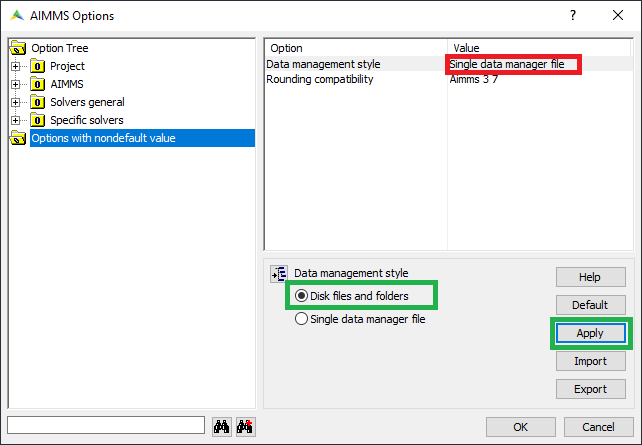 AIMMS Options
Option Tree
Project
AIMMS
Solvers general
Specific solvers
Options with nondefault value
Option Value
Data management style Single data manager file
Rounding compatibility Aimms 3 7
Data management style
Disk files and folders
Single data manager file
Help
Default
Apply
Import
Export
OK Cancel